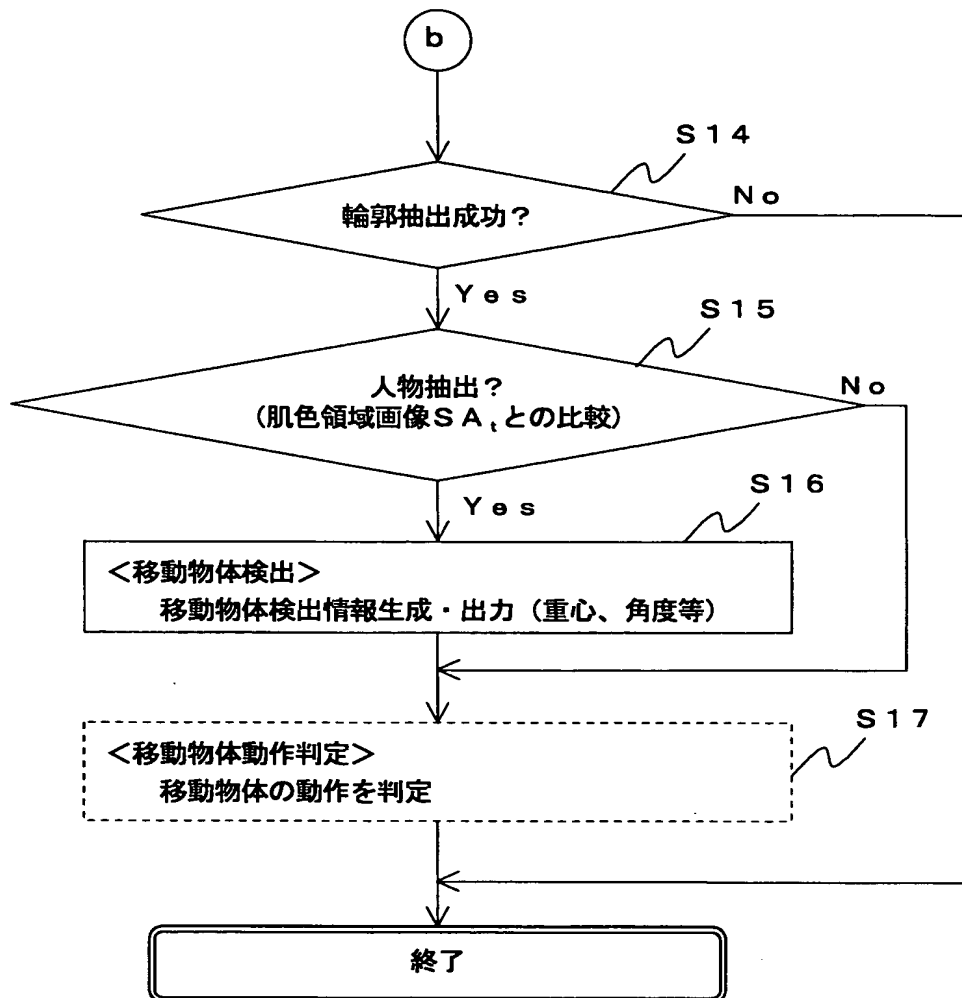 b
S14
輪郭抽出成功?
No
Yes
S15
人物抽出?
(肌色領域画像SAₜとの比較)
No
Yes
S16
<移動物体検出>
移動物体検出情報生成・出力(重心、角度等)
S17
<移動物体動作判定>
移動物体の動作を判定
終了